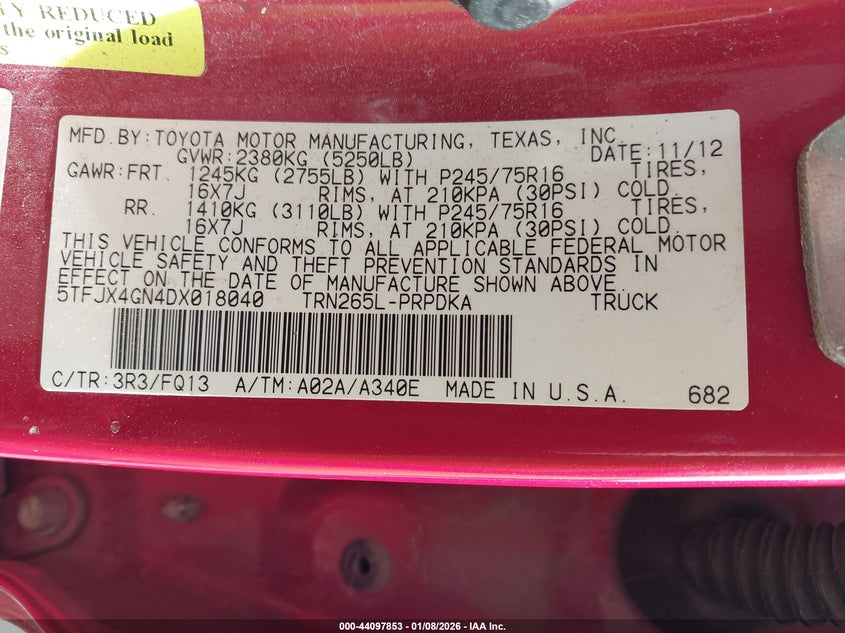 Y REDUCED
the original load
s
MFD.BY:TOYOTA MOTOR MANUFACTURING, TEXAS, INC.
GVWR:2380KG (5250LB) DATE:11/12
GAWR:FRT. 1245KG (2755LB) WITH P245/75R16 TIRES,
16X7J RIMS, AT 210KPA (30PSI) COLD.
RR. 1410KG (3110LB) WITH P245/75R16 TIRES,
16X7J RIMS, AT 210KPA (30PSI) COLD.
THIS VEHICLE CONFORMS TO ALL APPLICABLE FEDERAL MOTOR
VEHICLE SAFETY AND THEFT PREVENTION STANDARDS IN
EFFECT ON THE DATE OF MANUFACTURE SHOWN ABOVE.
5TFJX4GN4DX018040 TRN265L-PRPDKA TRUCK
C/TR:3R3/FQ13 A/TM:A02A/A340E MADE IN U.S.A. 682
000-44097853 - 01/08/2026 - IAA Inc.